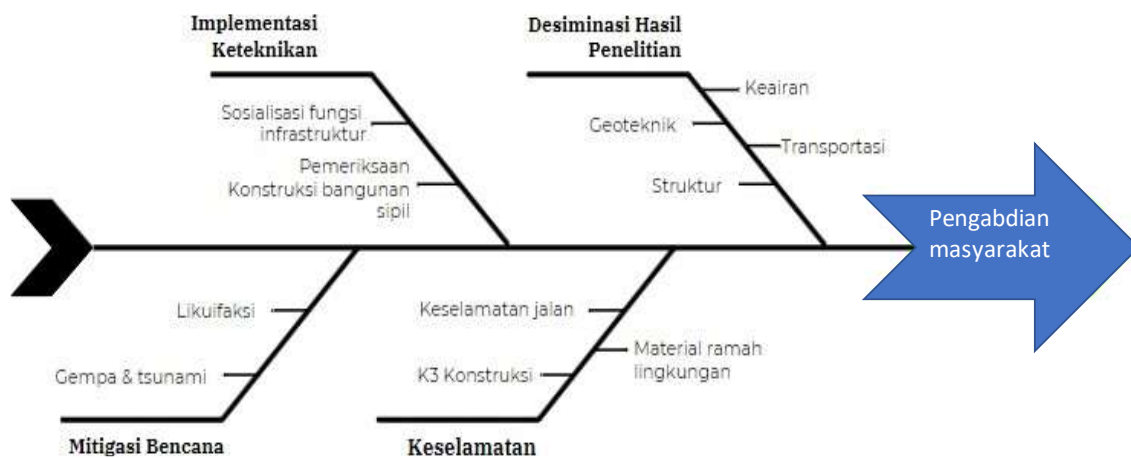 Implementasi
Keteknikan
Sosialisasi fungsi
infrastruktur
Pemeriksaan
Konstruksi bangunan
sipil
Desiminasi Hasil
Penelitian
Keairan
Geoteknik
Transportasi
Struktur
Pengabdian
masyarakat
Likuifaksi
Gempa & tsunami
Mitigasi Bencana
Keselamatan jalan
Material ramah
lingkungan
K3 Konstruksi
Keselamatan